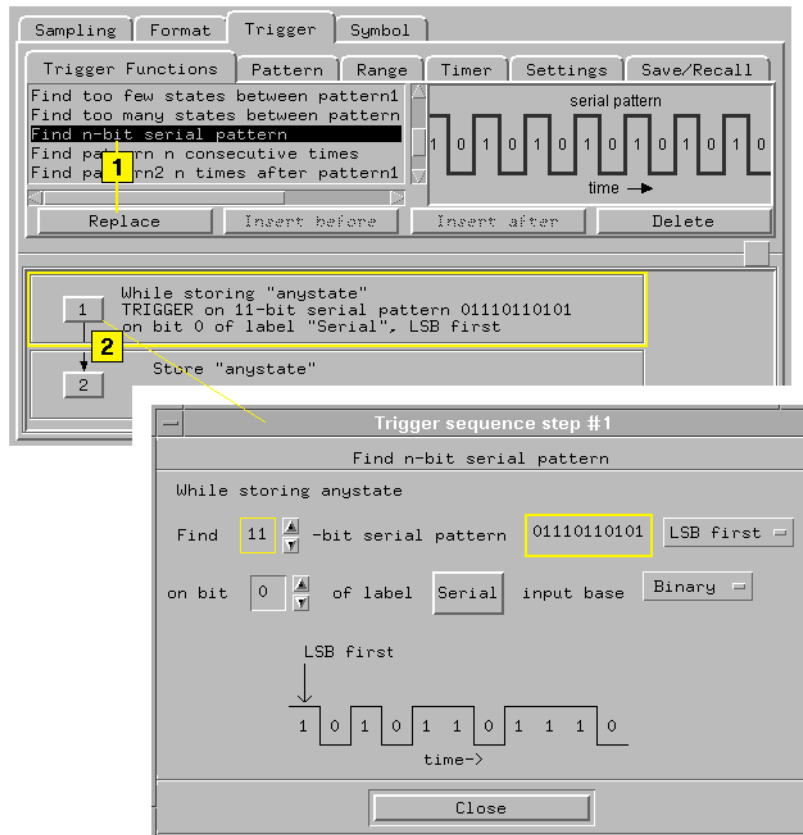 Sampling Format Trigger Symbol
Trigger Functions Pattern Range Timer Settings Save/Recall
Find too few states between pattern1
Find too many states between pattern
Find n-bit serial pattern
Find pa rn n consecutive times
Find pa rn2 n times after pattern1
1
serial pattern
1 0 1 0 1 0 1 0 1 0 1 0 1 0
time
Replace Insert before Insert after Delete
1
While storing "anystate"
TRIGGER on 11-bit serial pattern 01110110101
on bit 0 of label "Serial", LSB first
2
2
Store "anystate"
Trigger sequence step #1
Find n-bit serial pattern
While storing anystate
Find 11 -bit serial pattern 01110110101 LSB first
on bit 0 of label Serial input base Binary
LSB first
1 0 1 0 1 1 0 1 1 1 0
time->
Close